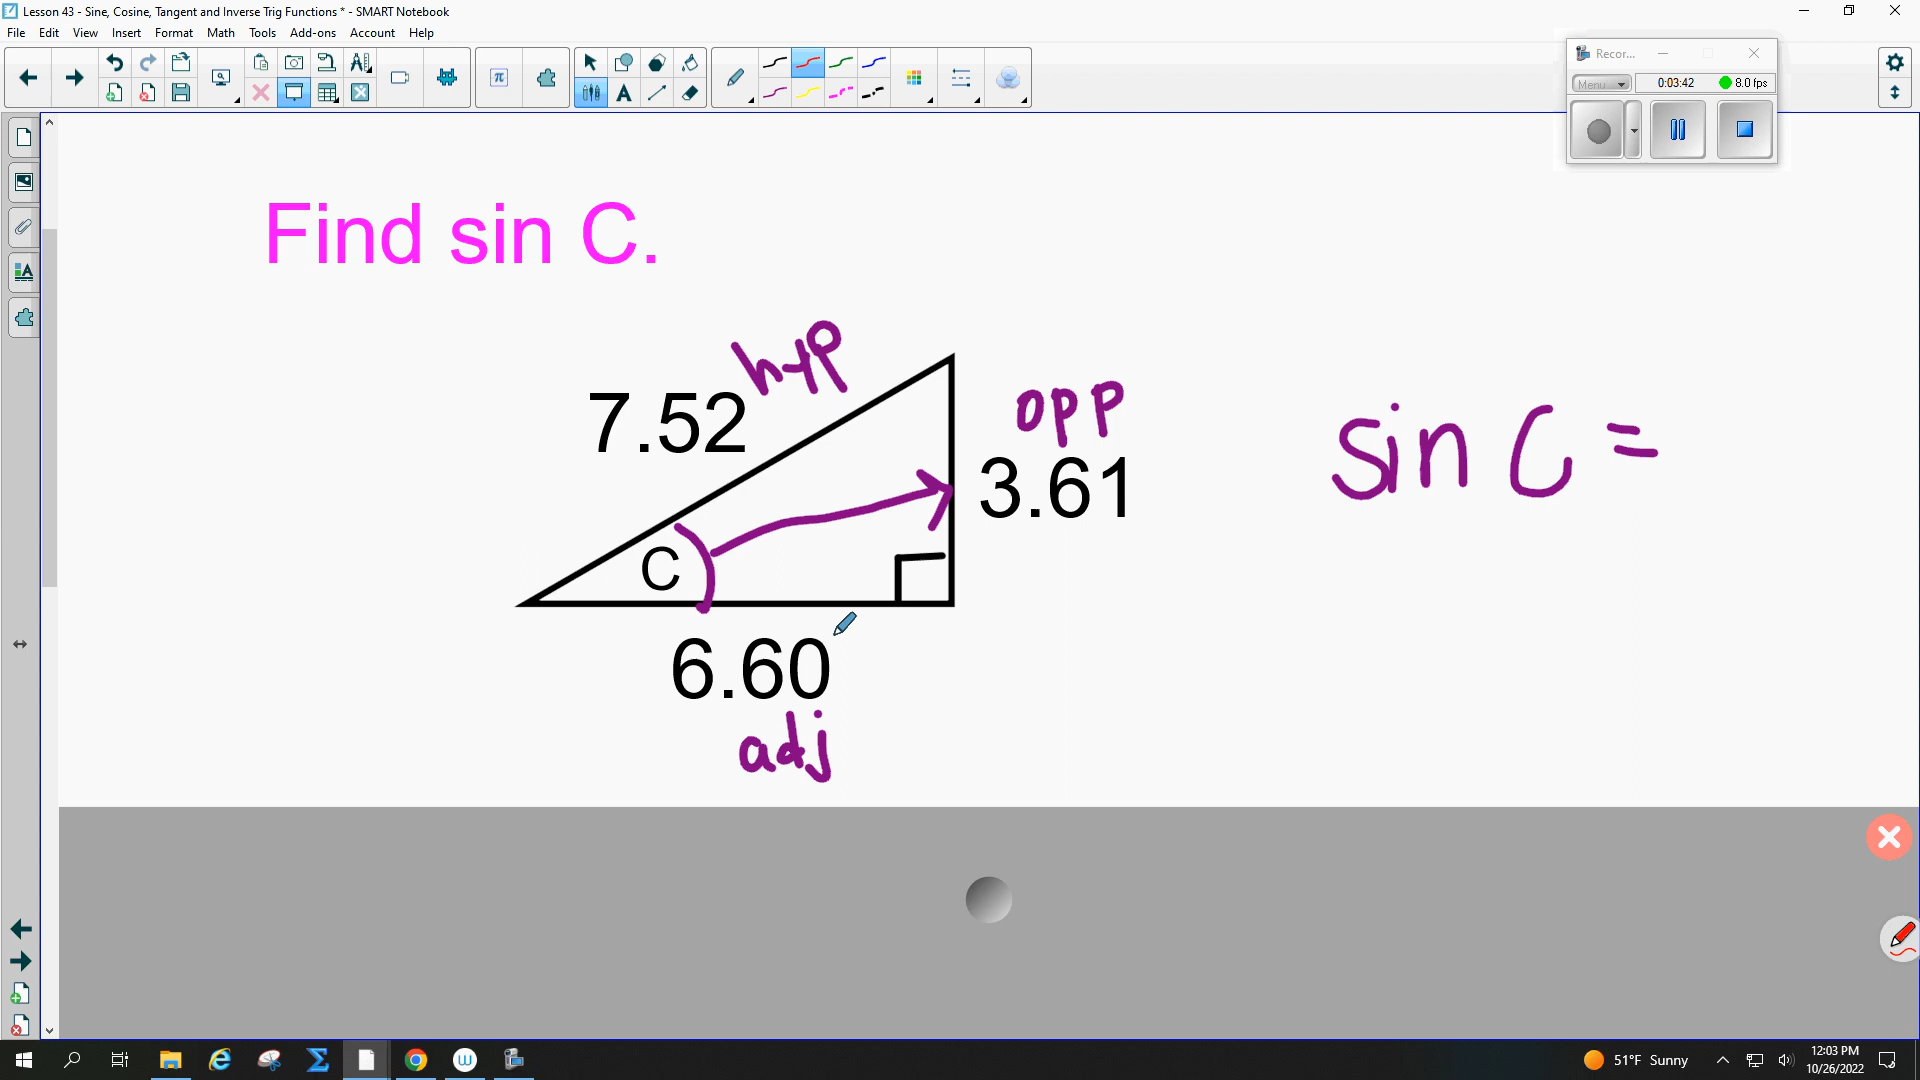 Lesson 43 - Sine, Cosine, Tangent and Inverse Trig Functions * - SMART Notebook
File Edit View Insert Format Math Tools Add-ons Account Help
Recor...
Menu 0:03:42 8.0 fps
Find sin C.
hyp
7.52
opp
3.61
sin C =
C
6.60
adj
51°F Sunny
12:03 PM
10/26/2022